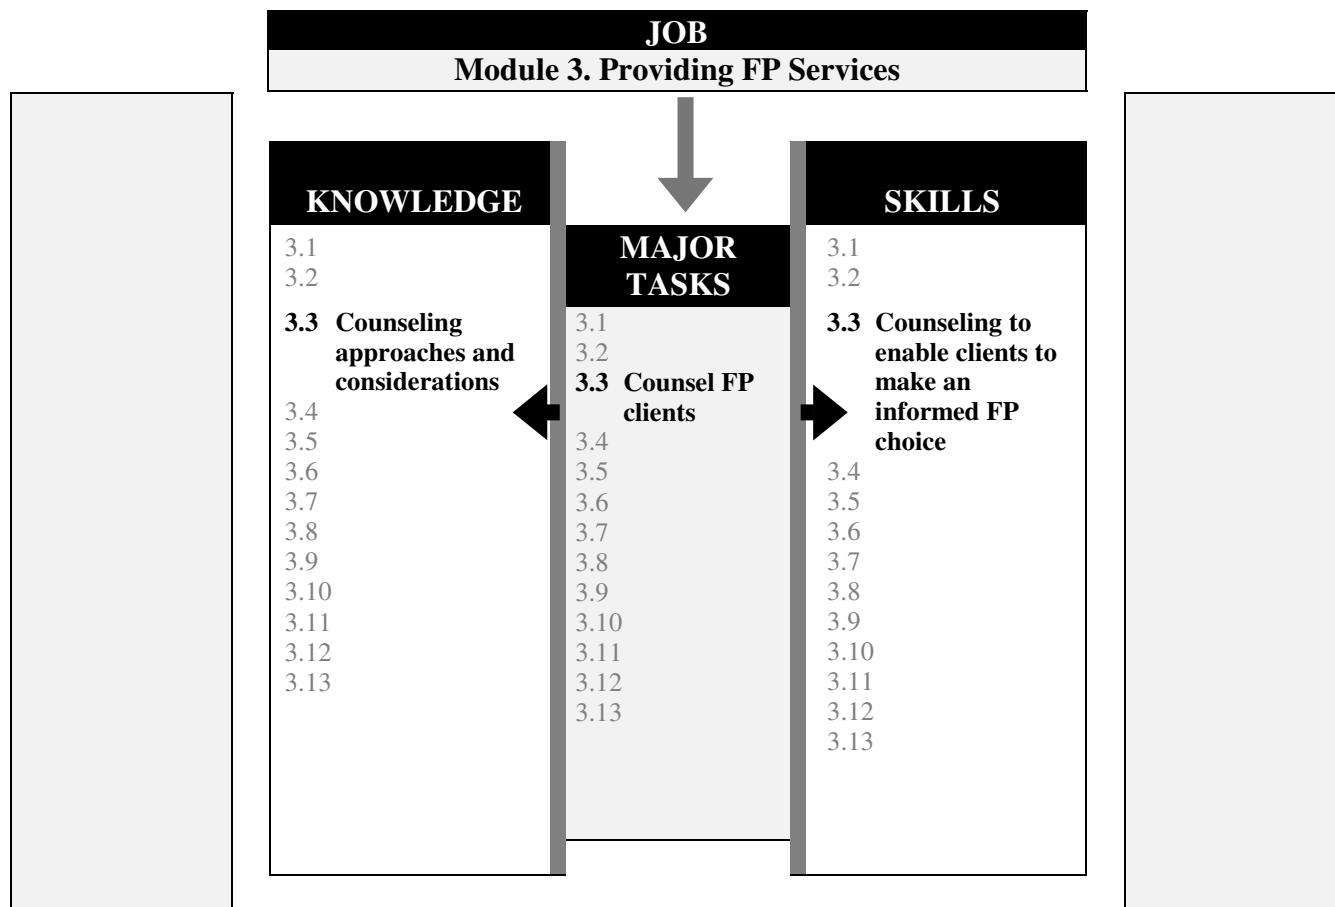 JOB
Module 3. Providing FP Services
KNOWLEDGE
3.1
3.2
3.3 Counseling
approaches and
considerations
3.4
3.5
3.6
3.7
3.8
3.9
3.10
3.11
3.12
3.13
MAJOR
TASKS
3.1
3.2
3.3 Counsel FP
clients
3.4
3.5
3.6
3.7
3.8
3.9
3.10
3.11
3.12
3.13
SKILLS
3.1
3.2
3.3 Counseling to
enable clients to
make an
informed FP
choice
3.4
3.5
3.6
3.7
3.8
3.9
3.10
3.11
3.12
3.13